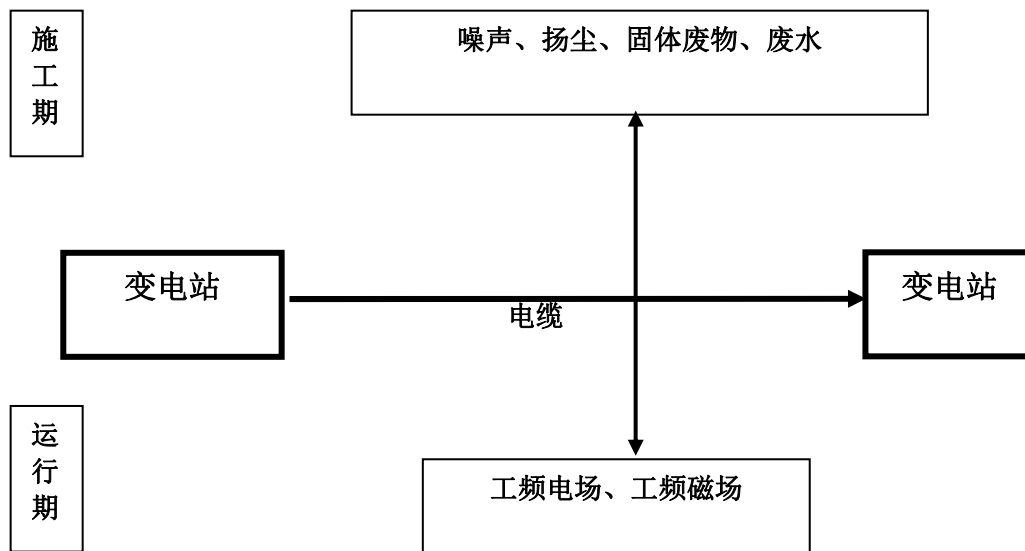 施
工
期
噪声、扬尘、固体废物、废水
变电站
电缆
变电站
运
行
期
工频电场、工频磁场